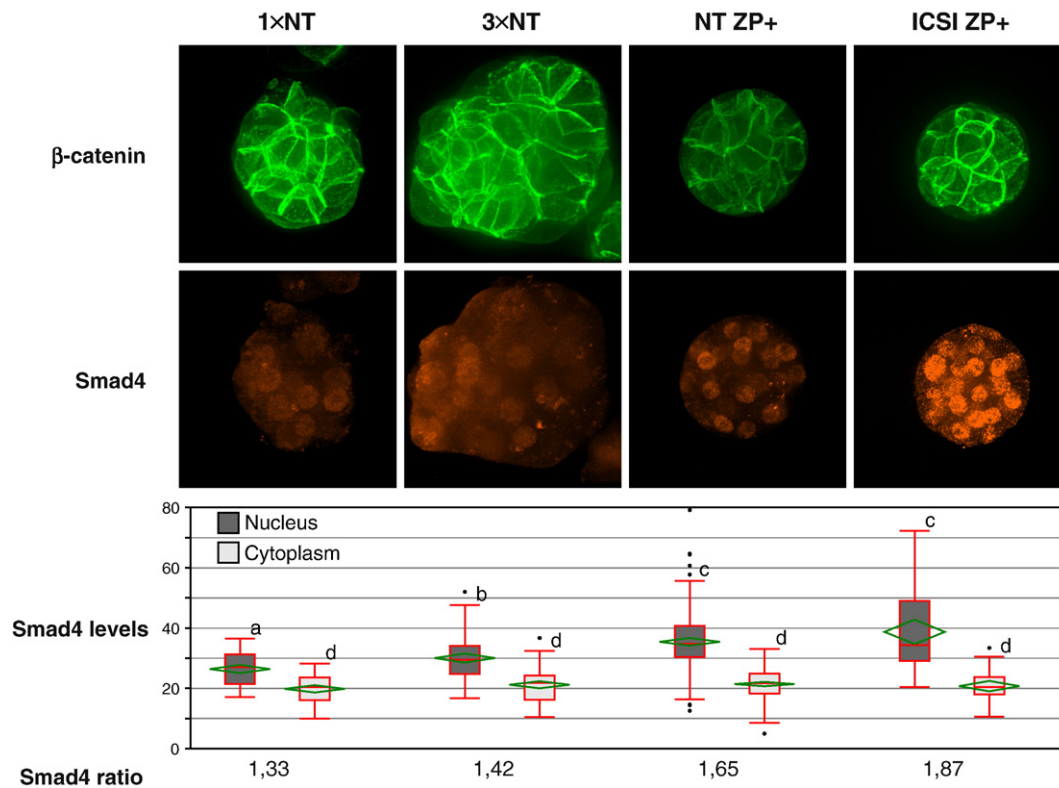 1×NT 3×NT NT ZP+ ICSI ZP+
β-catenin
Smad4
80
Nucleus
Cytoplasm
60
40
20
0
a d b d c d c d
Smad4 levels
Smad4 ratio 1,33 1,42 1,65 1,87